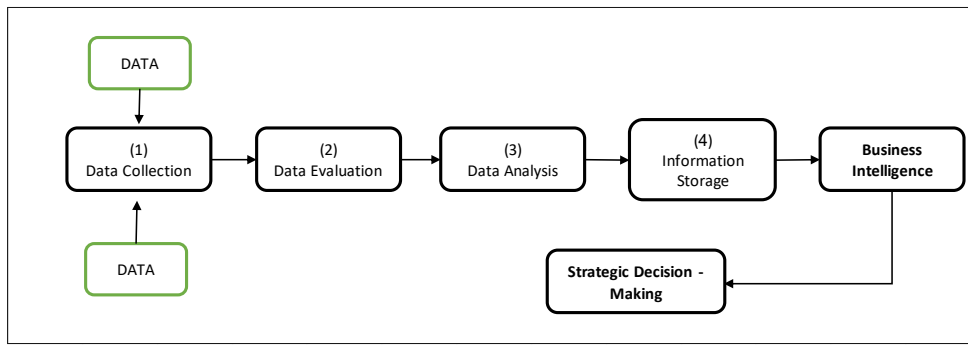 DATA
(1)
Data Collection
(2)
Data Evaluation
(3)
Data Analysis
(4)
Information
Storage
Business
Intelligence
DATA
Strategic Decision -
Making